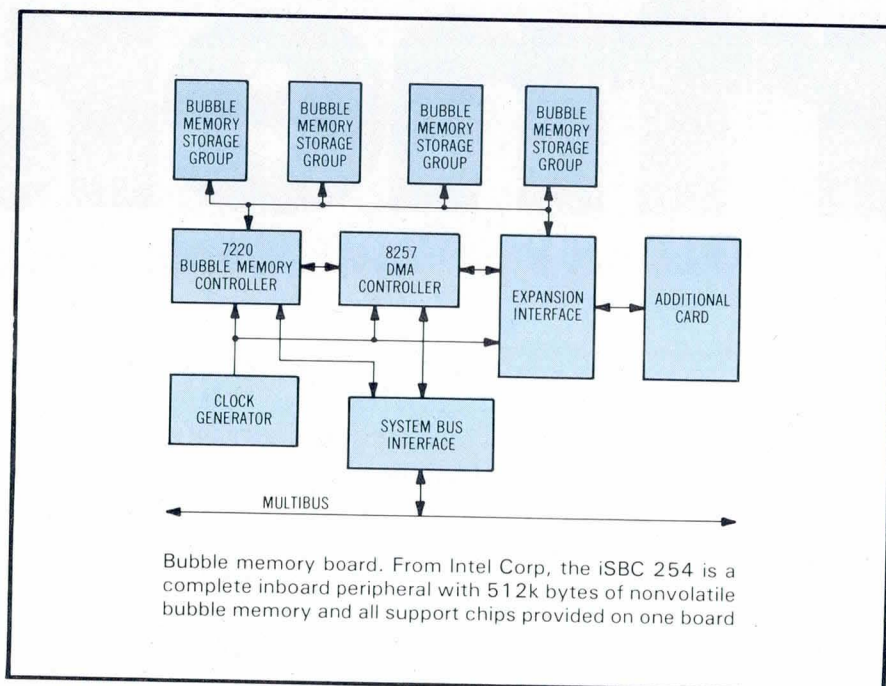 BUBBLE
MEMORY
STORAGE
GROUP
BUBBLE
MEMORY
STORAGE
GROUP
BUBBLE
MEMORY
STORAGE
GROUP
BUBBLE
MEMORY
STORAGE
GROUP
7220
BUBBLE MEMORY
CONTROLLER
8257
DMA
CONTROLLER
EXPANSION
INTERFACE
ADDITIONAL
CARD
CLOCK
GENERATOR
SYSTEM BUS
INTERFACE
MULTIBUS
Bubble memory board. From Intel Corp, the iSBC 254 is a
complete inboard peripheral with 512k bytes of nonvolatile
bubble memory and all support chips provided on one board